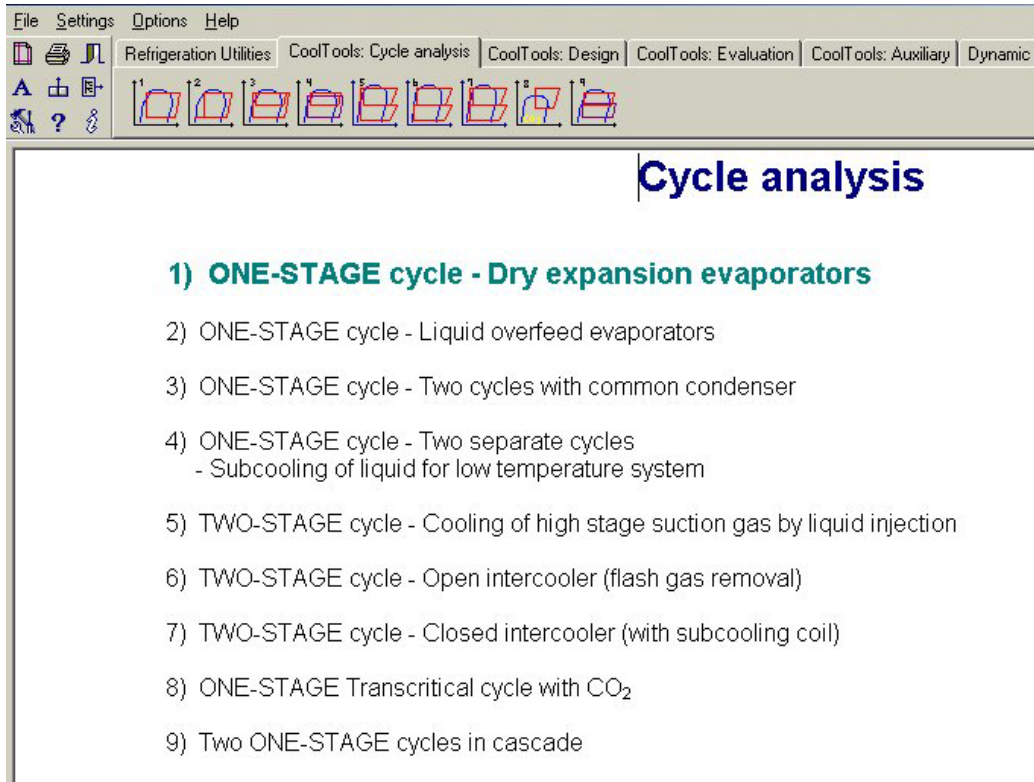 File Settings Options Help
Refrigeration Utilities CoolTools: Cycle analysis CoolTools: Design CoolTools: Evaluation CoolTools: Auxiliary Dynamic
1 2 3 4 5 6 7 8 9
A
?
Cycle analysis
1) ONE-STAGE cycle - Dry expansion evaporators
2) ONE-STAGE cycle - Liquid overfeed evaporators
3) ONE-STAGE cycle - Two cycles with common condenser
4) ONE-STAGE cycle - Two separate cycles
- Subcooling of liquid for low temperature system
5) TWO-STAGE cycle - Cooling of high stage suction gas by liquid injection
6) TWO-STAGE cycle - Open intercooler (flash gas removal)
7) TWO-STAGE cycle - Closed intercooler (with subcooling coil)
8) ONE-STAGE Transcritical cycle with CO₂
9) Two ONE-STAGE cycles in cascade